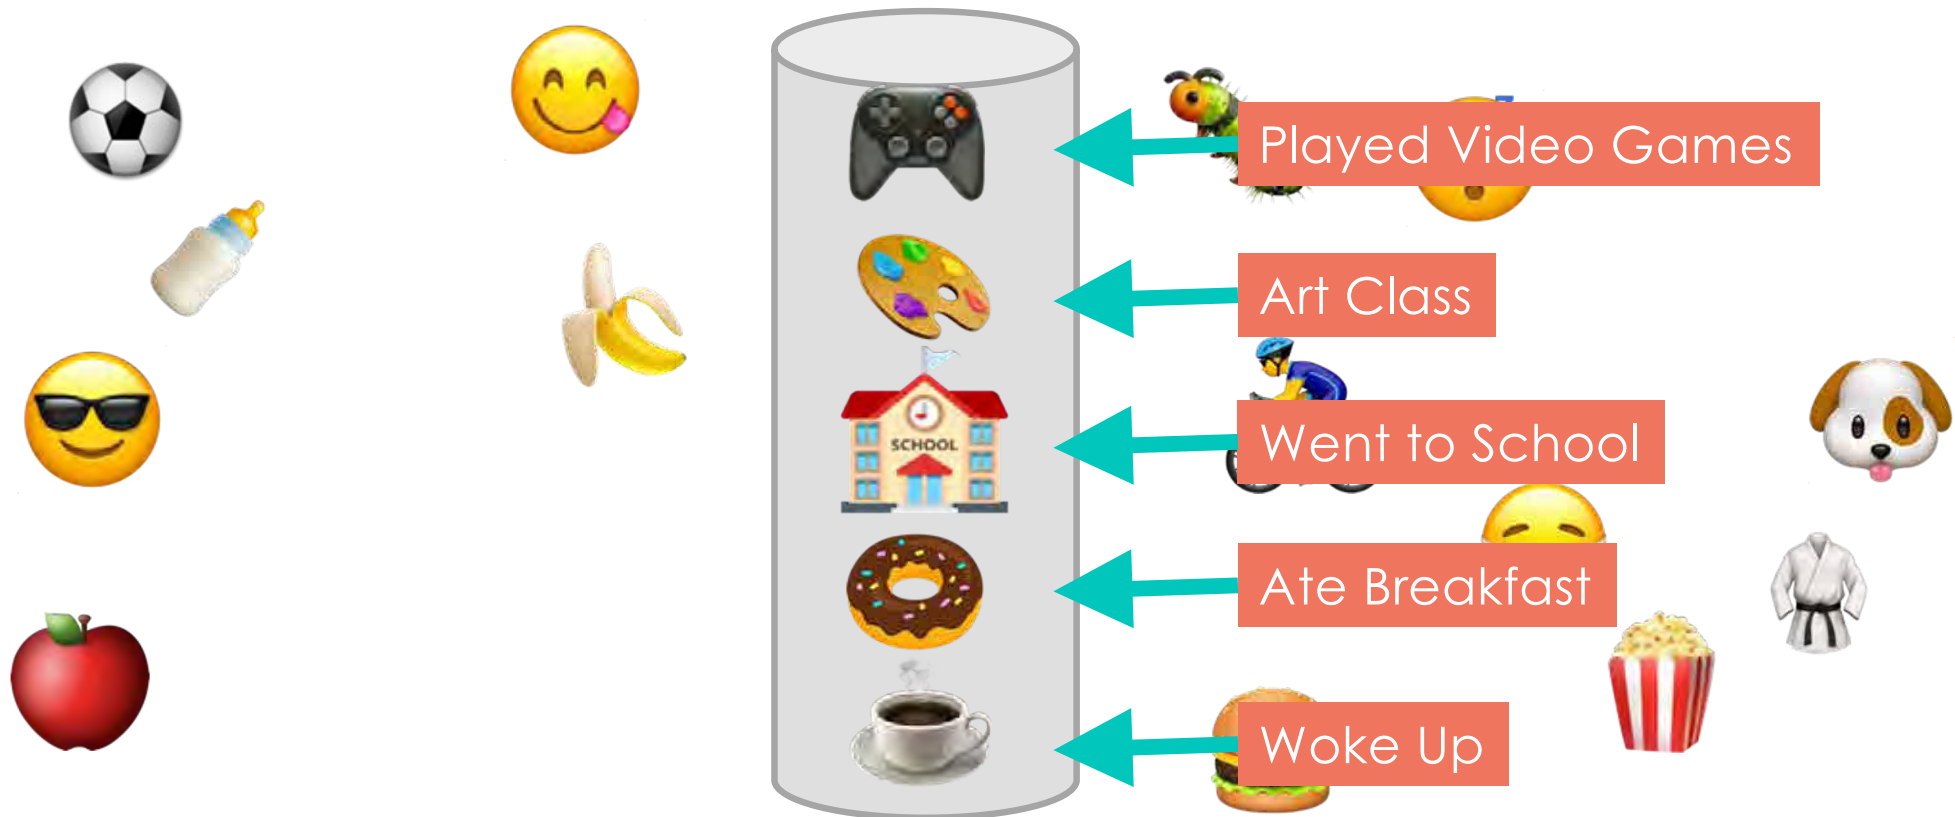 Played Video Games
Art Class
SCHOOL
Went to School
Ate Breakfast
Woke Up